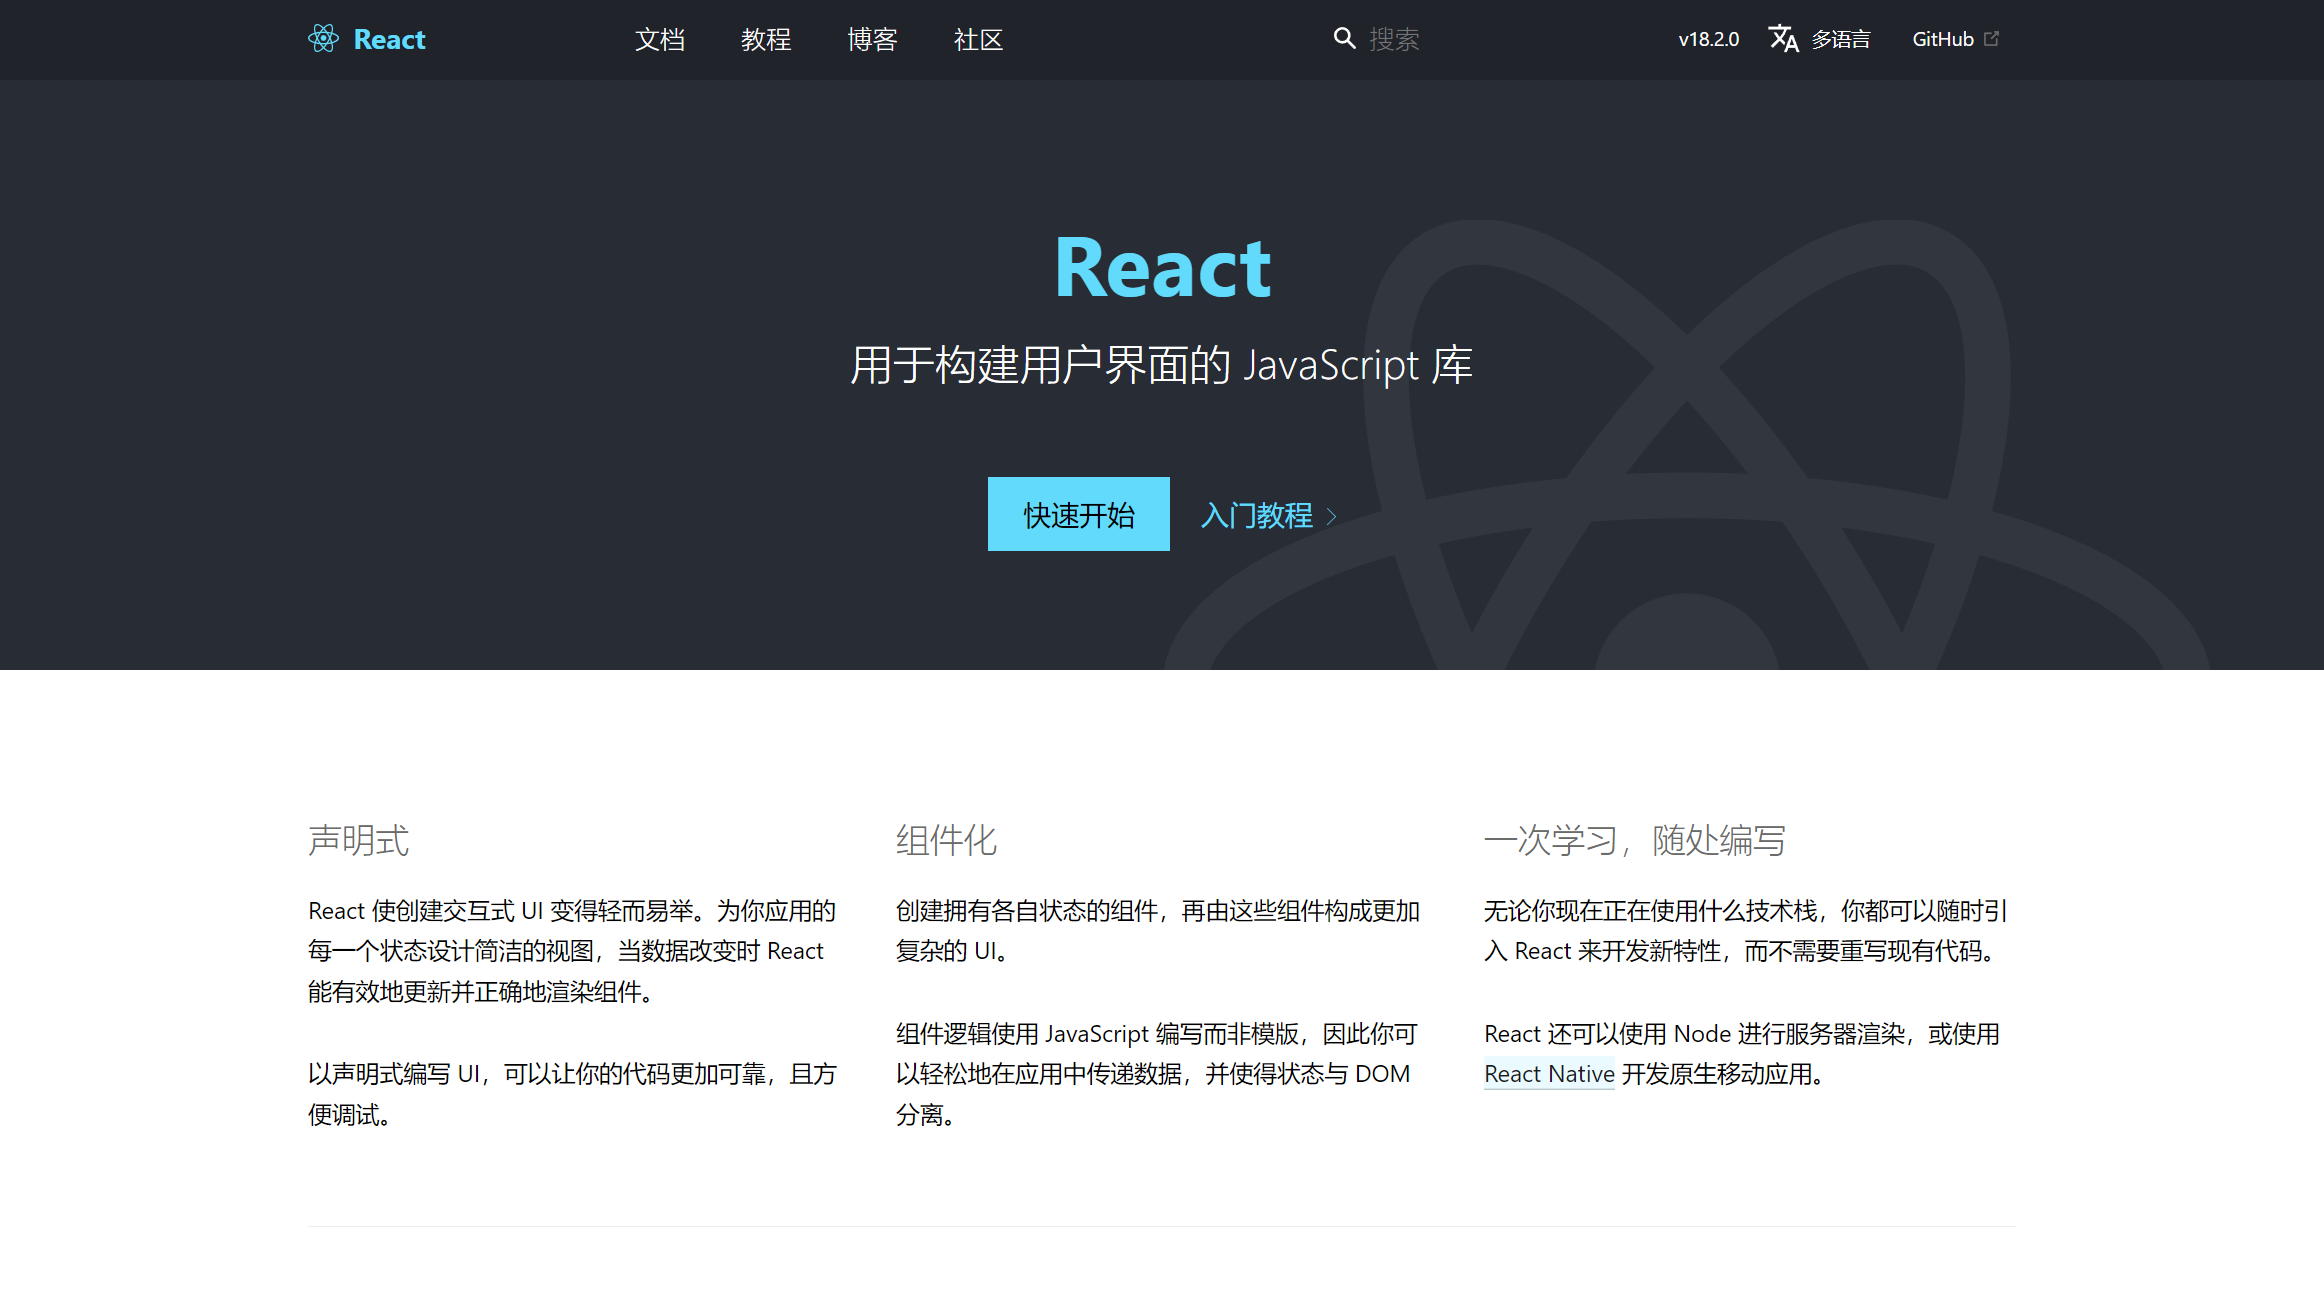 React
文档
教程
博客
社区
搜索
v18.2.0
多语言
GitHub
React
用于构建用户界面的 JavaScript 库
快速开始
入门教程
声明式
React 使创建交互式 UI 变得轻而易举。为你应用的
每一个状态设计简洁的视图，当数据改变时 React
能有效地更新并正确地渲染组件。
以声明式编写 UI，可以让你的代码更加可靠，且方
便调试。
组件化
创建拥有各自状态的组件，再由这些组件构成更加
复杂的 UI。
组件逻辑使用 JavaScript 编写而非模版，因此你可
以轻松地在应用中传递数据，并使得状态与 DOM
分离。
一次学习，随处编写
无论你现在正在使用什么技术栈，你都可以随时引
入 React 来开发新特性，而不需要重写现有代码。
React 还可以使用 Node 进行服务器渲染，或使用
React Native 开发原生移动应用。